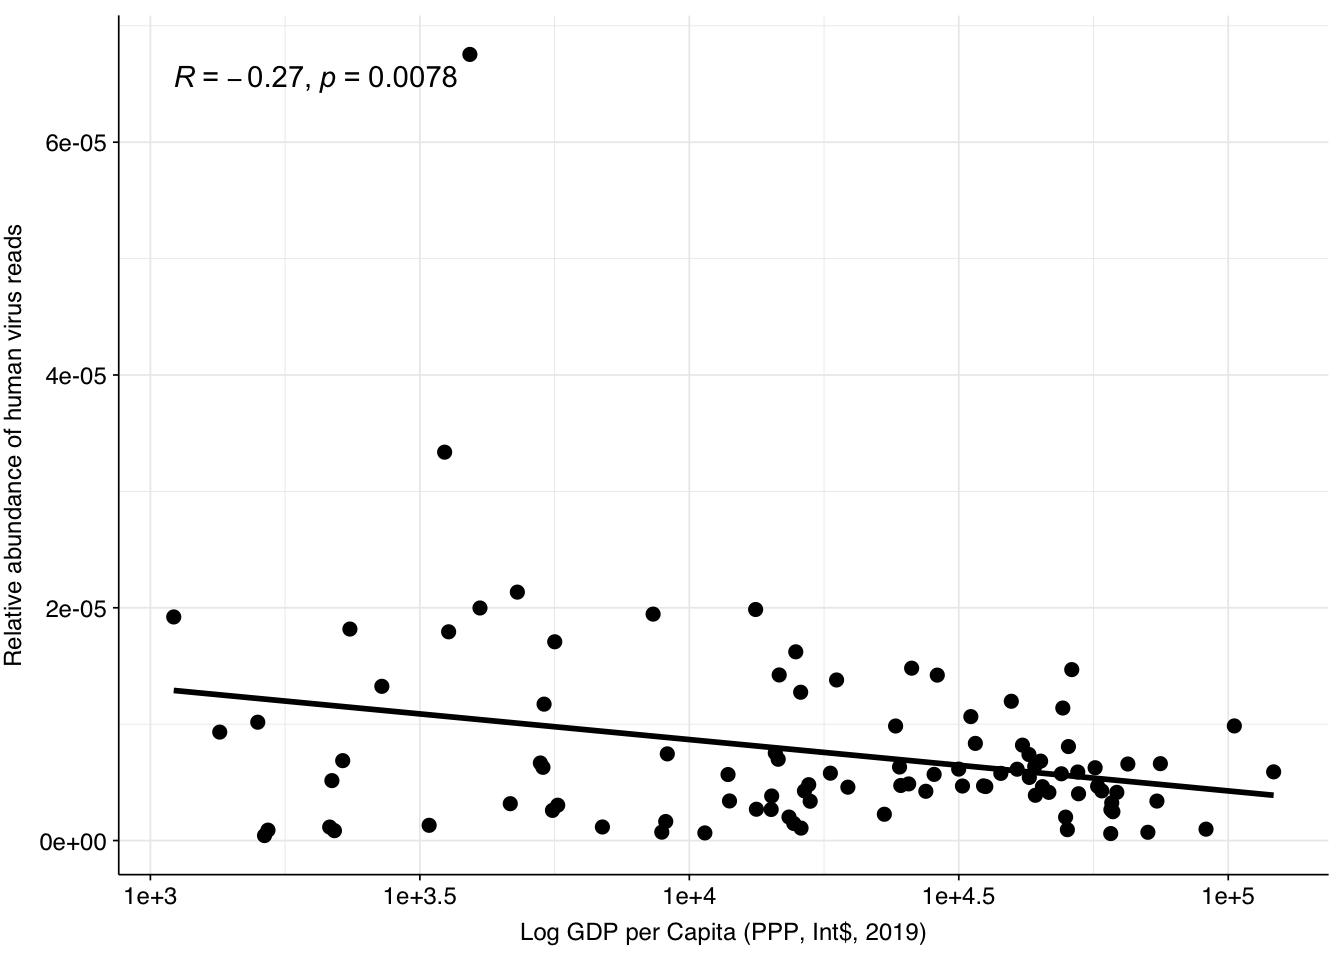 R = −0.27, p = 0.0078
6e-05
4e-05
2e-05
0e+00
Relative abundance of human virus reads
1e+3
1e+3.5
1e+4
1e+4.5
1e+5
Log GDP per Capita (PPP, Int$, 2019)